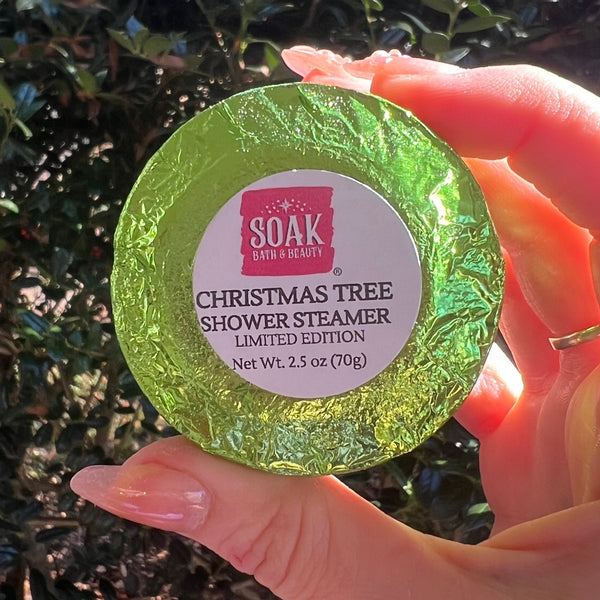 SOAK
BATH & BEAUTY
®
CHRISTMAS TREE
SHOWER STEAMER
LIMITED EDITION
Net Wt. 2.5 oz (70g)